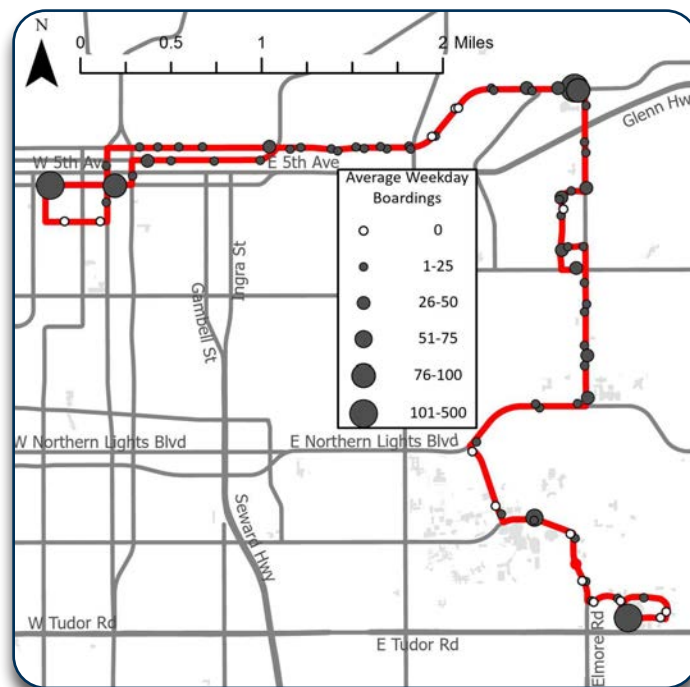 N
0 0.5 1 2 Miles
Glenn Hw
W 5th Av
E 5th Ave
Average Weekday
Boardings
0
1-25
26-50
51-75
76-100
101-500
Ingra St
Gambell St
W Northern Lights Blvd
E Northern Lights Blvd
Seward Hwy
W Tudor Rd
E Tudor Rd
Elmore Rd